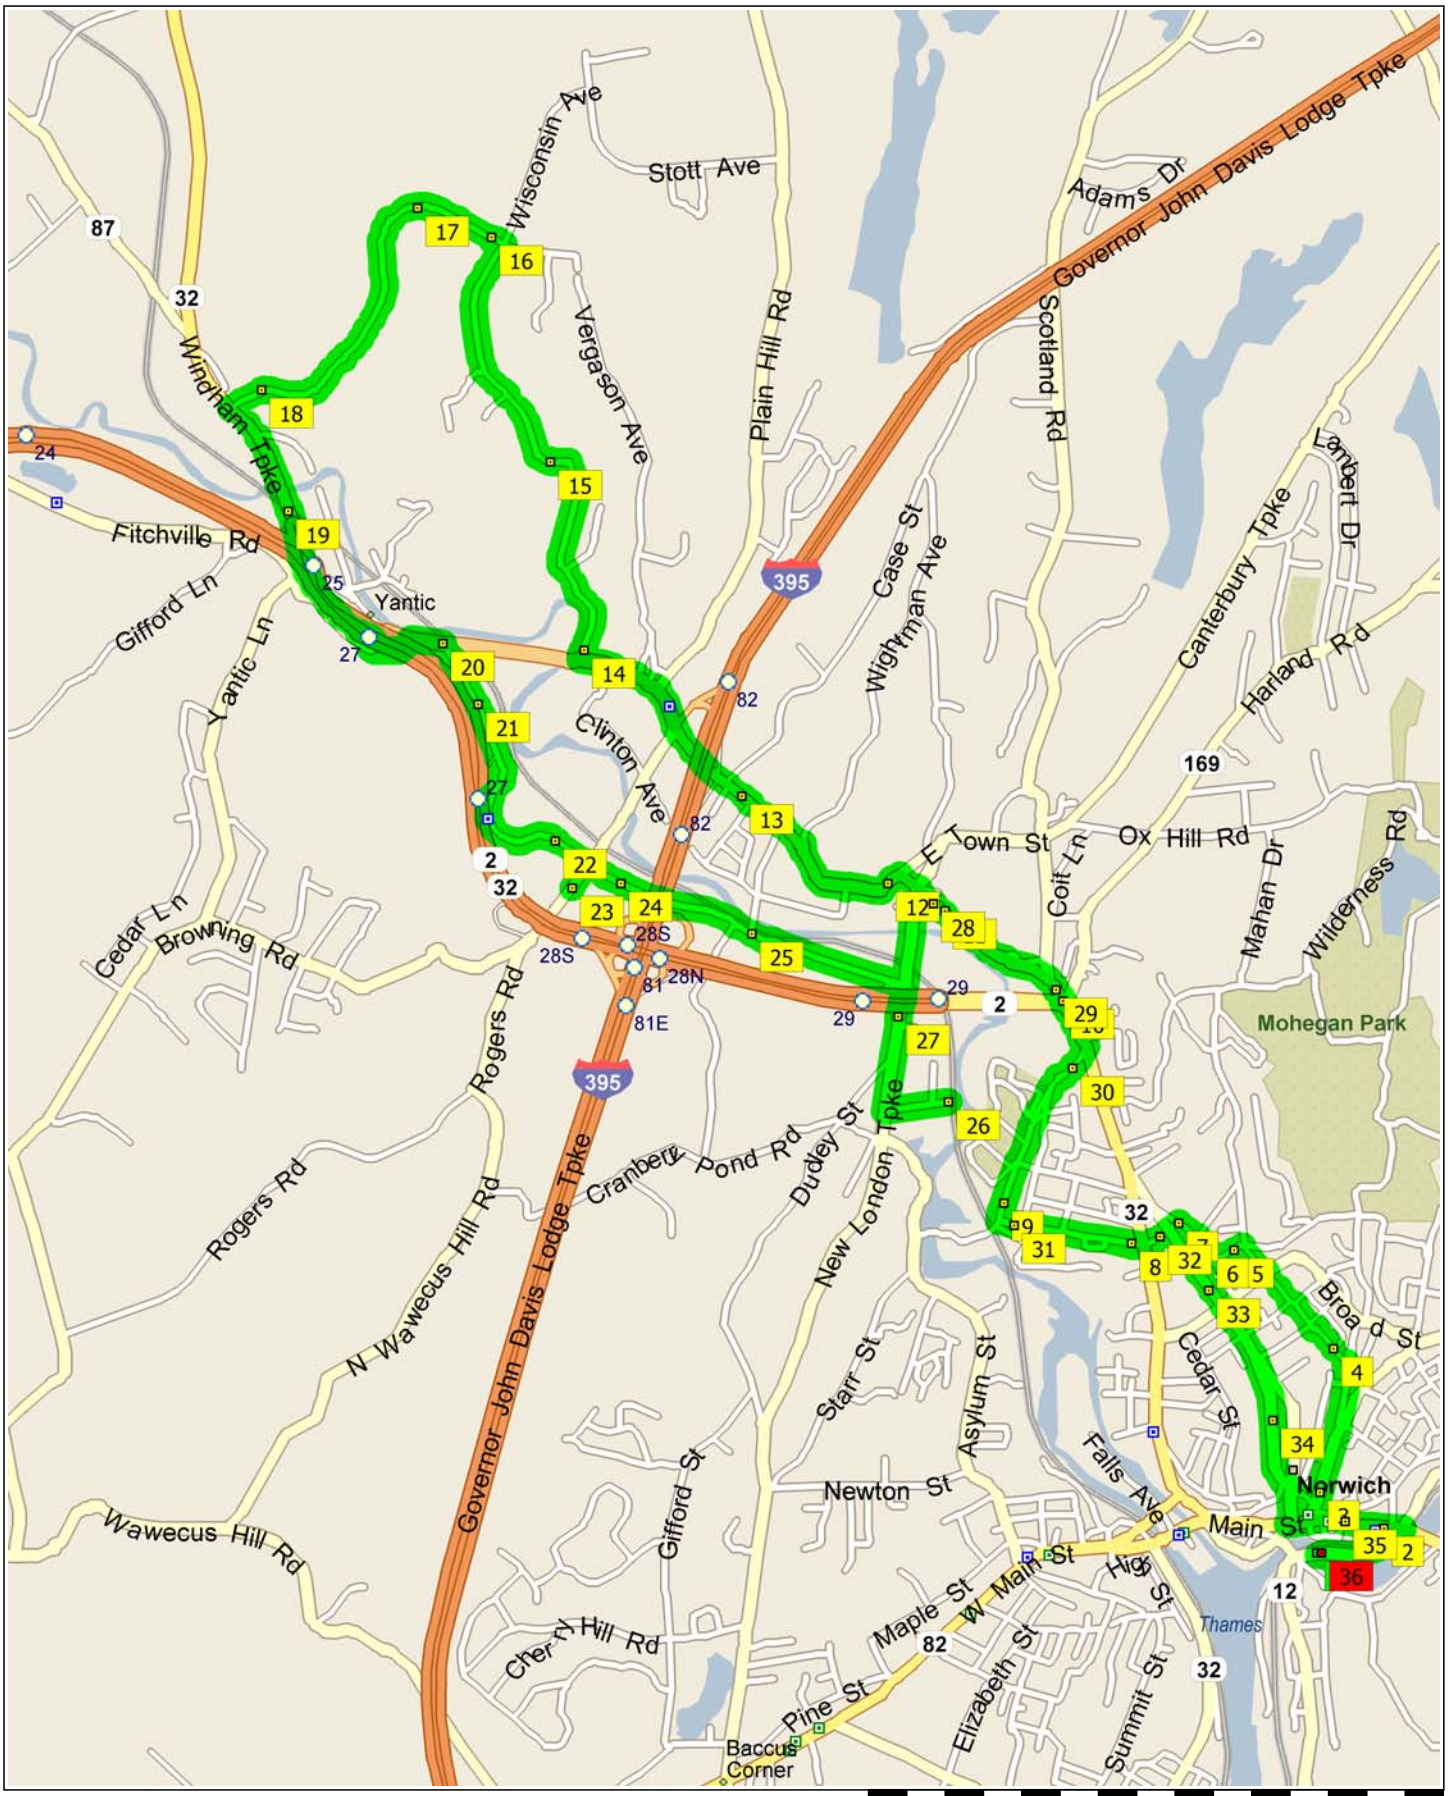 Wisconsin Ave
Stott Ave
Adams Dr
Governor John Davis Lodge Tpke
87
17
16
32
Windham Tpke
Vergason Ave
Plain Hill Rd
Scotland Rd
18
24
15
Lambert Dr
Fitchville Rd
19
25
Case St
Wightman Ave
Canterbury Tpke
395
Gifford Ln
Yantic
27
20
14
Yantic Ln
Harland Rd
82
21
Clinton Ave
169
27
82
13
E Town St
Ox Hill Rd
Coit Ln
2
32
22
Mahan Dr
Wilderness Rd
Cedar Ln
Browning Rd
23
24
12
28
28S
28S
25
28N
81
29
29
2
29
81E
Mohegan Park
27
Rogers Rd
395
30
26
Cranberry Pond Rd
Dudley St
New London Tpke
Rogers Rd
N Wawecus Hill Rd
32
9
31
7
8
32
6
5
33
Broad St
Governor John Davis Lodge Tpke
Starr St
Asylum St
Cedar St
4
34
Falls Ave
Norwich
Gifford St
Newton St
Wawecus Hill Rd
Main St
3
35
2
36
W Main St
High St
12
Maple St
Thames
Cherry Hill Rd
82
Elizabeth St
32
Pine St
Summit St
Baccus
Corner